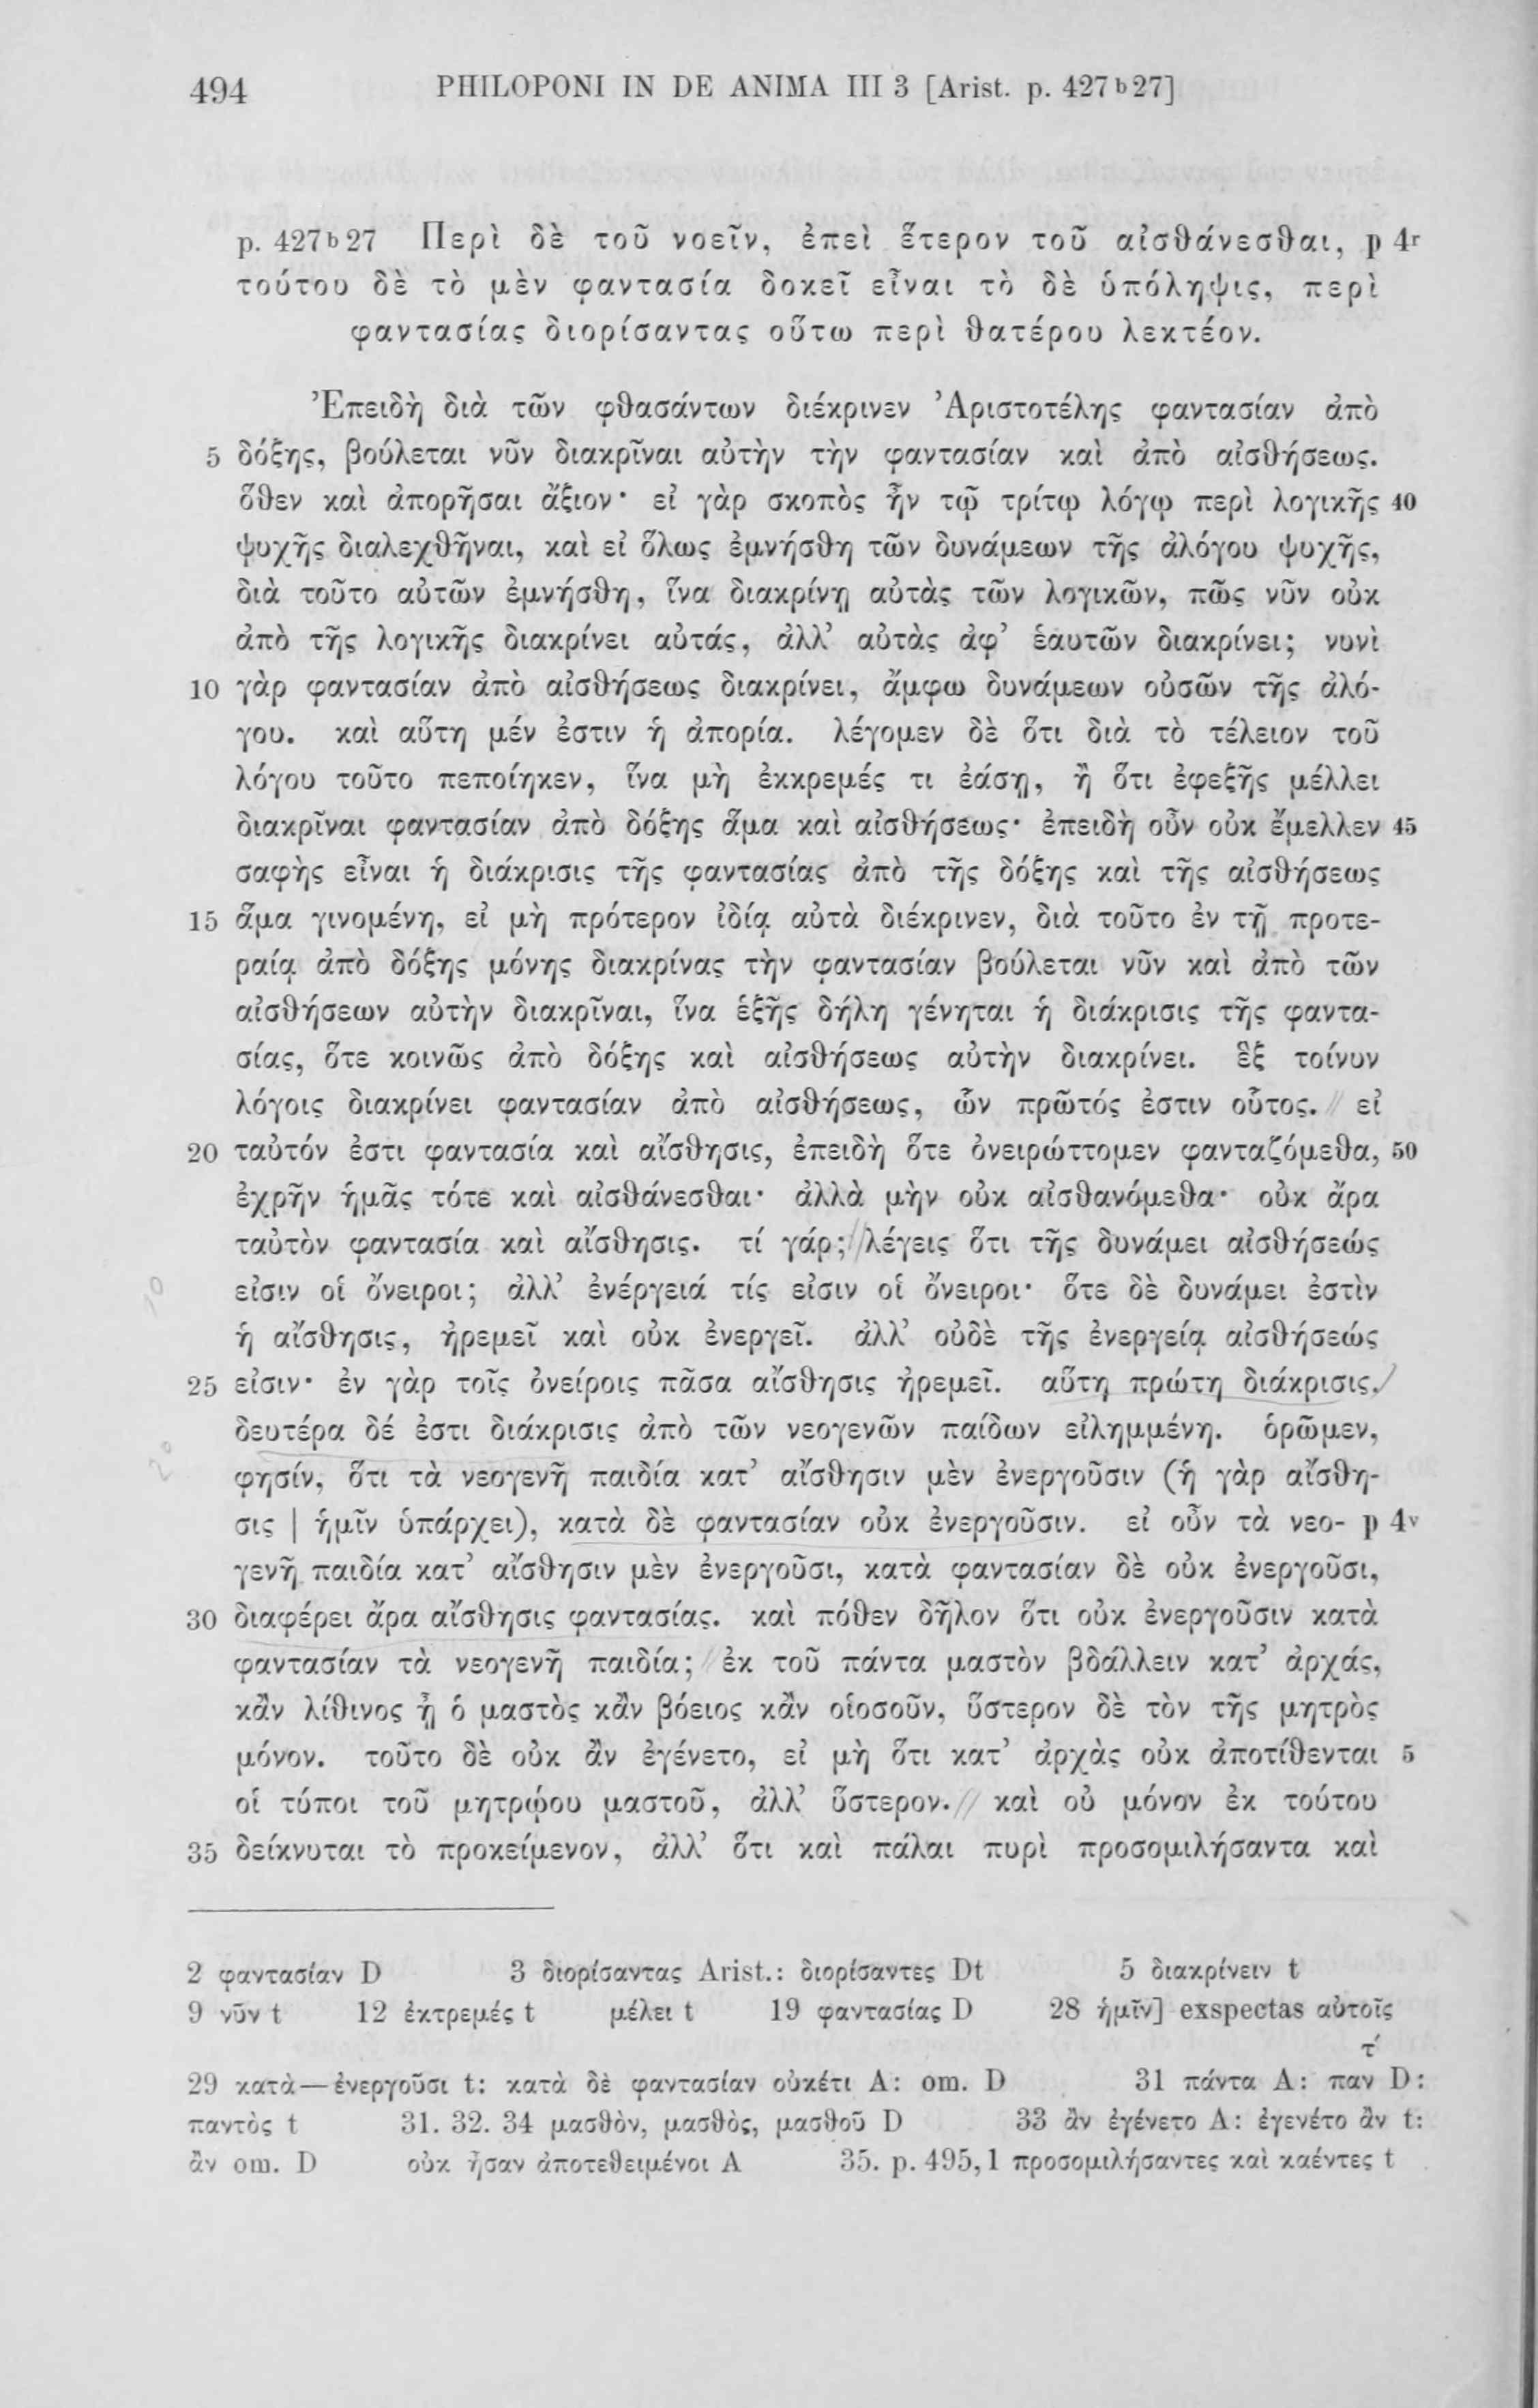 494 PHILOPONI IN DE ANIMA III 3 [Arist. p. 427 b 27]
p. 427 b 27 Περὶ δὲ τοῦ νοεῖν, ἐπεὶ ἕτερον τοῦ αἰσθάνεσθαι, p 4r
τούτου δὲ τὸ μὲν φαντασία δοκεῖ εἶναι τὸ δὲ ὑπόληψις, περὶ
φαντασίας διορίσαντας οὕτω περὶ θατέρου λεκτέον.
Ἐπειδὴ διὰ τῶν φθασάντων διέκρινεν Ἀριστοτέλης φαντασίαν ἀπὸ
5 δόξης, βούλεται νῦν διακρῖναι αὐτὴν τὴν φαντασίαν καὶ ἀπὸ αἰσθήσεως.
ὅθεν καὶ ἀπορῆσαι ἄξιον· εἰ γὰρ σκοπὸς ἦν τῷ τρίτῳ λόγῳ περὶ λογικῆς 40
ψυχῆς διαλεχθῆναι, καὶ εἰ ὅλως ἐμνήσθη τῶν δυνάμεων τῆς ἀλόγου ψυχῆς,
διὰ τοῦτο αὐτῶν ἐμνήσθη, ἵνα διακρίνῃ αὐτὰς τῶν λογικῶν, πῶς νῦν οὐκ
ἀπὸ τῆς λογικῆς διακρίνει αὐτάς, ἀλλ’ αὐτὰς ἀφ’ ἑαυτῶν διακρίνει; νυνὶ
10 γὰρ φαντασίαν ἀπὸ αἰσθήσεως διακρίνει, ἄμφω δυνάμεων οὐσῶν τῆς ἀλό-
γου. καὶ αὕτη μέν ἐστιν ἡ ἀπορία. λέγομεν δὲ ὅτι διὰ τὸ τέλειον τοῦ
λόγου τοῦτο πεποίηκεν, ἵνα μὴ ἐκκρεμές τι ἐάσῃ, ἢ ὅτι ἐφεξῆς μέλλει
διακρῖναι φαντασίαν ἀπὸ δόξης ἅμα καὶ αἰσθήσεως· ἐπειδὴ οὖν οὐκ ἔμελλεν 45
σαφὴς εἶναι ἡ διάκρισις τῆς φαντασίας ἀπὸ τῆς δόξης καὶ τῆς αἰσθήσεως
15 ἅμα γινομένη, εἰ μὴ πρότερον ἰδίᾳ αὐτὰ διέκρινεν, διὰ τοῦτο ἐν τῇ προτε-
ραίᾳ ἀπὸ δόξης μόνης διακρίνας τὴν φαντασίαν βούλεται νῦν καὶ ἀπὸ τῶν
αἰσθήσεων αὐτὴν διακρῖναι, ἵνα ἑξῆς δήλη γένηται ἡ διάκρισις τῆς φαντα-
σίας, ὅτε κοινῶς ἀπὸ δόξης καὶ αἰσθήσεως αὐτὴν διακρίνει. ἓξ τοίνυν
λόγοις διακρίνει φαντασίαν ἀπὸ αἰσθήσεως, ὧν πρῶτός ἐστιν οὗτος. εἰ
20 ταὐτόν ἐστι φαντασία καὶ αἴσθησις, ἐπειδὴ ὅτε ὀνειρώττομεν φανταζόμεθα, 50
ἐχρῆν ἡμᾶς τότε καὶ αἰσθάνεσθαι· ἀλλὰ μὴν οὐκ αἰσθανόμεθα· οὐκ ἄρα
ταὐτὸν φαντασία καὶ αἴσθησις. τί γάρ; λέγεις ὅτι τῆς δυνάμει αἰσθήσεώς
εἰσιν οἱ ὄνειροι; ἀλλ’ ἐνέργειά τίς εἰσιν οἱ ὄνειροι· ὅτε δὲ δυνάμει ἐστὶν
ἡ αἴσθησις, ἠρεμεῖ καὶ οὐκ ἐνεργεῖ. ἀλλ’ οὐδὲ τῆς ἐνεργείᾳ αἰσθήσεώς
25 εἰσιν· ἐν γὰρ τοῖς ὀνείροις πᾶσα αἴσθησις ἠρεμεῖ. αὕτη πρώτη διάκρισις.
δευτέρα δέ ἐστι διάκρισις ἀπὸ τῶν νεογενῶν παίδων εἰλημμένη. ὁρῶμεν,
φησίν, ὅτι τὰ νεογενῆ παιδία κατ’ αἴσθησιν μὲν ἐνεργοῦσιν (ἡ γὰρ αἴσθη-
σις | ἡμῖν ὑπάρχει), κατὰ δὲ φαντασίαν οὐκ ἐνεργοῦσιν. εἰ οὖν τὰ νεο- p 4v
γενῆ παιδία κατ’ αἴσθησιν μὲν ἐνεργοῦσι, κατὰ φαντασίαν δὲ οὐκ ἐνεργοῦσι,
30 διαφέρει ἄρα αἴσθησις φαντασίας. καὶ πόθεν δῆλον ὅτι οὐκ ἐνεργοῦσιν κατὰ
φαντασίαν τὰ νεογενῆ παιδία; ἐκ τοῦ πάντα μαστὸν βδάλλειν κατ’ ἀρχάς,
κἂν λίθινος ᾖ ὁ μαστὸς κἂν βόειος κἂν οἱοσοῦν, ὕστερον δὲ τὸν τῆς μητρὸς
μόνον. τοῦτο δὲ οὐκ ἂν ἐγένετο, εἰ μὴ ὅτι κατ’ ἀρχὰς οὐκ ἀποτίθενται 5
οἱ τύποι τοῦ μητρῴου μαστοῦ, ἀλλ’ ὕστερον. καὶ οὐ μόνον ἐκ τούτου
35 δείκνυται τὸ προκείμενον, ἀλλ’ ὅτι καὶ πάλαι πυρὶ προσομιλήσαντα καὶ
2 φαντασίαν D 3 διορίσαντας Arist.: διορίσαντες Dt 5 διακρίνειν t
9 νῦν t 12 ἐκτρεμές t μέλει t 19 φαντασίας D 28 ἡμῖν] exspectas αὐτοῖς
29 κατὰ—ἐνεργοῦσι t: κατὰ δὲ φαντασίαν οὐκέτι A: om. D 31 πάντα A: παν τ́ D:
παντὸς t 31. 32. 34 μασθὸν, μασθὸς, μασθοῦ D 33 ἂν ἐγένετο A: ἐγενέτο ἂν t:
ἂν om. D οὐκ ἦσαν ἀποτεθειμένοι A 35. p. 495,1 προσομιλήσαντες καὶ καέντες t